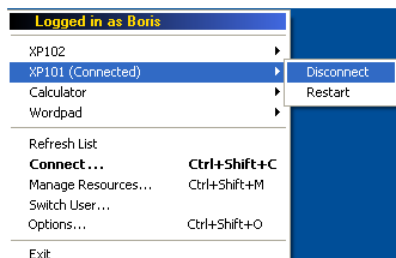 Logged in as Boris
XP102
XP101 (Connected)
Disconnect
Calculator
Restart
Wordpad
Refresh List
Connect... Ctrl+Shift+C
Manage Resources... Ctrl+Shift+M
Switch User...
Options... Ctrl+Shift+O
Exit